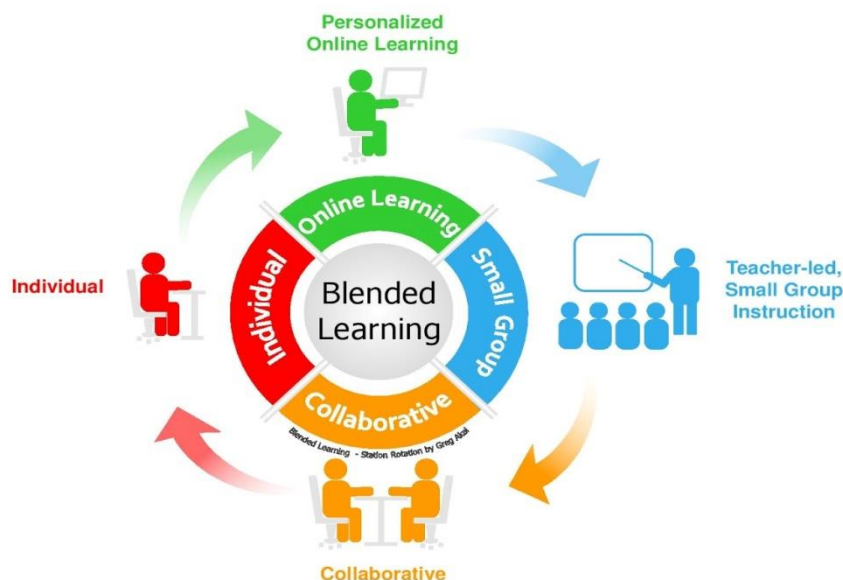 Personalized
Online Learning
Online Learning
Individual
Individual
Blended
Learning
Small Group
Teacher-led,
Small Group
Instruction
Collaborative
Blended Learning - Station Rotation by Greg Akai
Collaborative